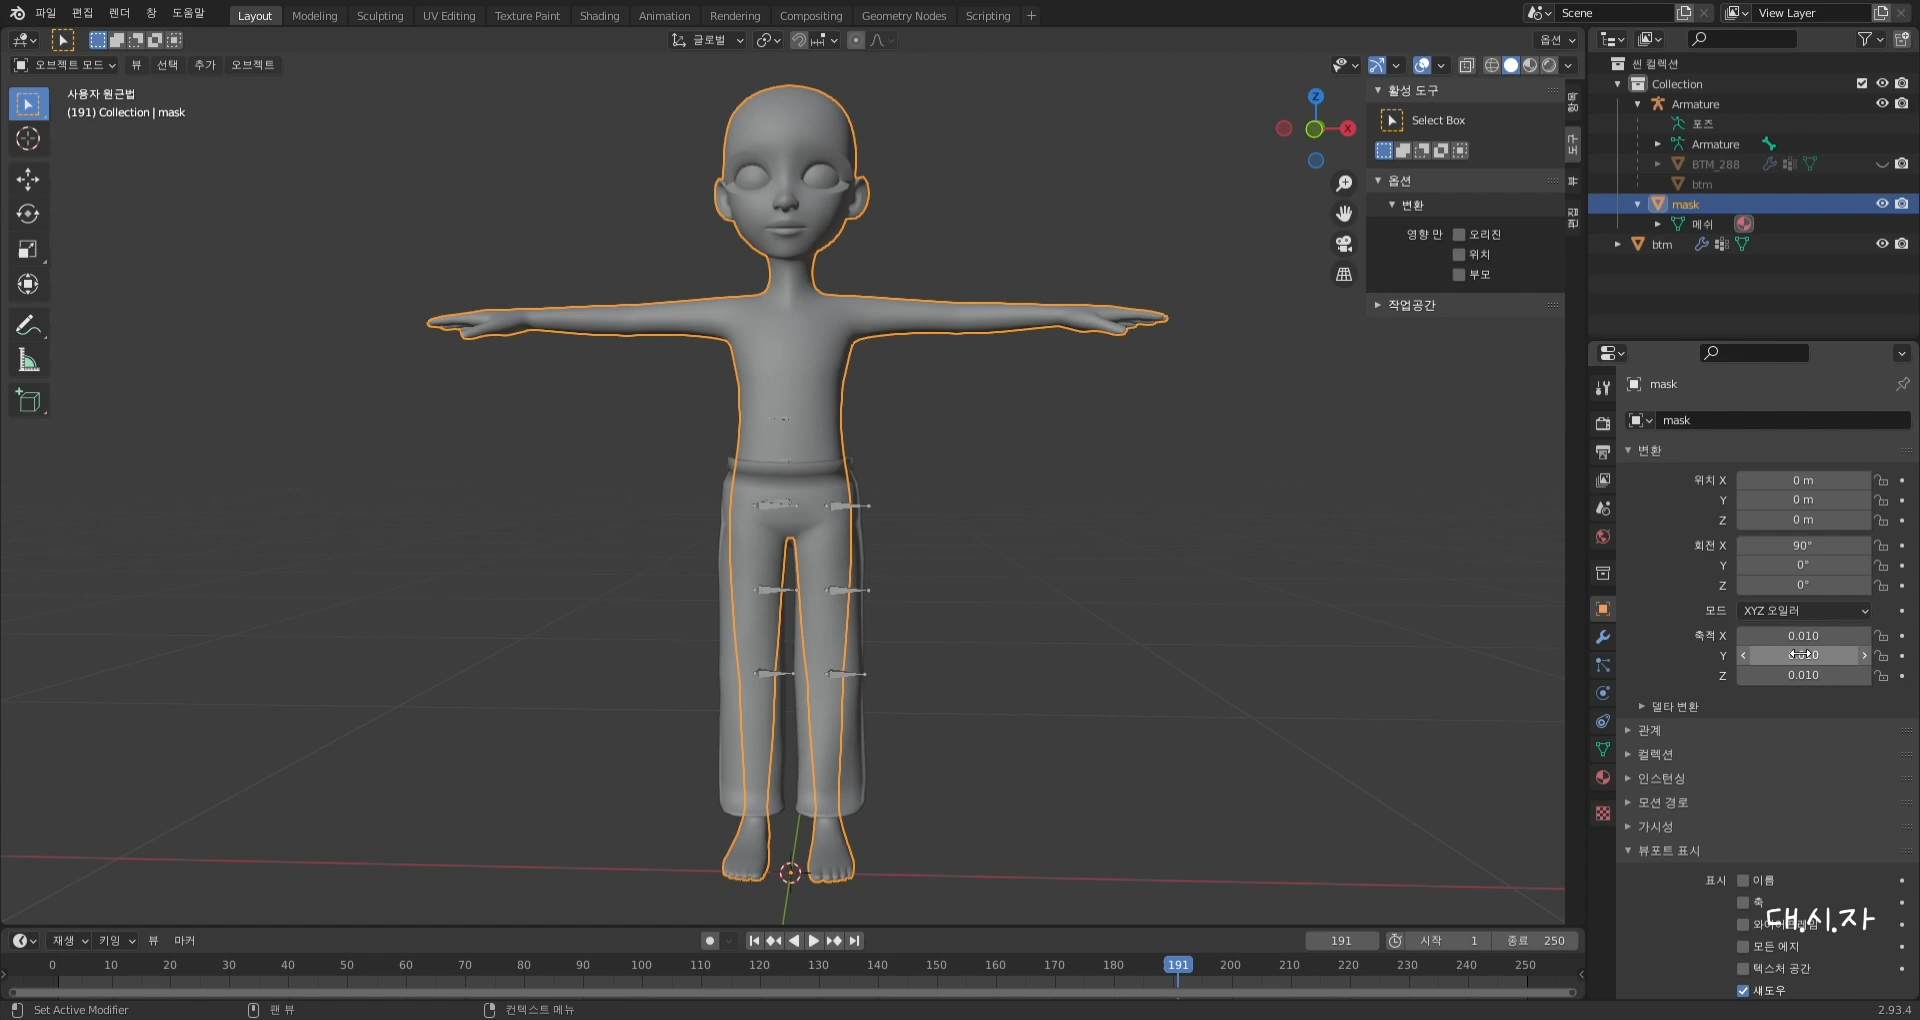 파일 편집 렌더 창 도움말 Layout Modeling Sculpting UV Editing Texture Paint Shading Animation Rendering Compositing Geometry Nodes Scripting + Scene View Layer
글로벌 옵션
오브젝트 모드 뷰 선택 추가 오브젝트
사용자 원근법
(191) Collection | mask
Z
X
활성 도구
Select Box
옵션
변환
영향 만 오리진
위치
부모
작업공간
항목
도구
뷰
편집
씬 컬렉션
Collection
Armature
포즈
Armature
BTM_288
btm
mask
메쉬
btm
mask
mask
변환
위치 X 0 m
Y 0 m
Z 0 m
회전 X 90°
Y 0°
Z 0°
모드 XYZ 오일러
축적 X 0.010
Y
Z 0.010
델타 변환
관계
컬렉션
인스턴싱
모션 경로
가시성
뷰포트 표시
표시 이름
축
대.시.자
모든 에지
텍스처 공간
섀도우
재생 키잉 뷰 마커 191 시작 1 종료 250
0 10 20 30 40 50 60 70 80 90 100 110 120 130 140 150 160 170 180 191 200 210 220 230 240 250
Set Active Modifier 팬 뷰 컨텍스트 메뉴 2.93.4